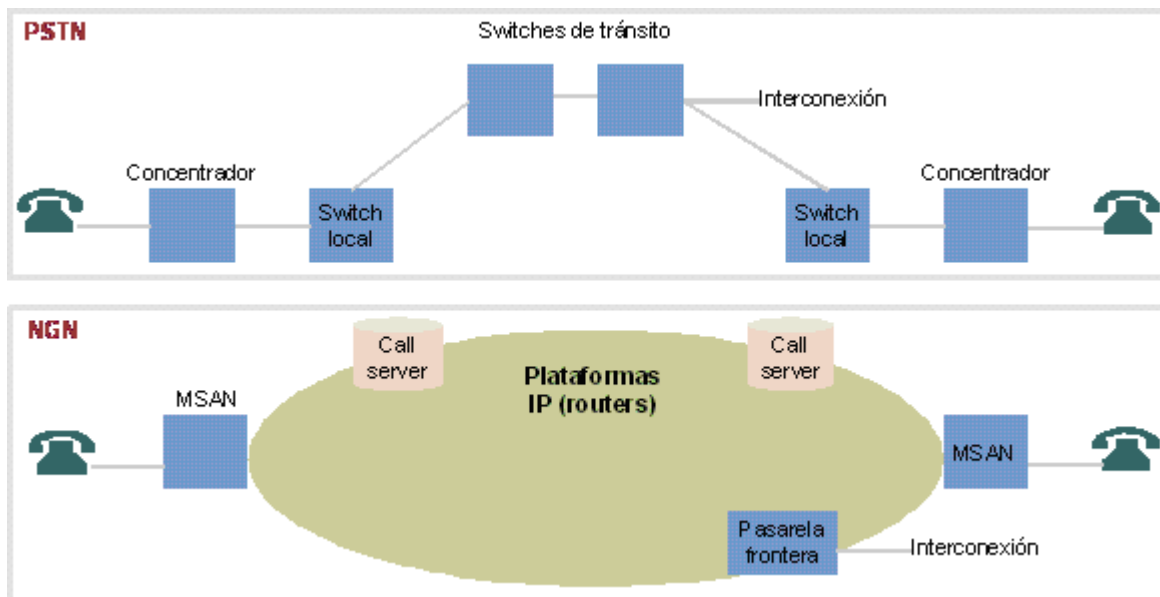 PSTN
Switches de tránsito
Interconexión
Concentrador
Concentrador
Switch
local
Switch
local
NGN
Call
server
Call
server
Plataformas
IP (routers)
MSAN
MSAN
Pasarela
frontera
Interconexión